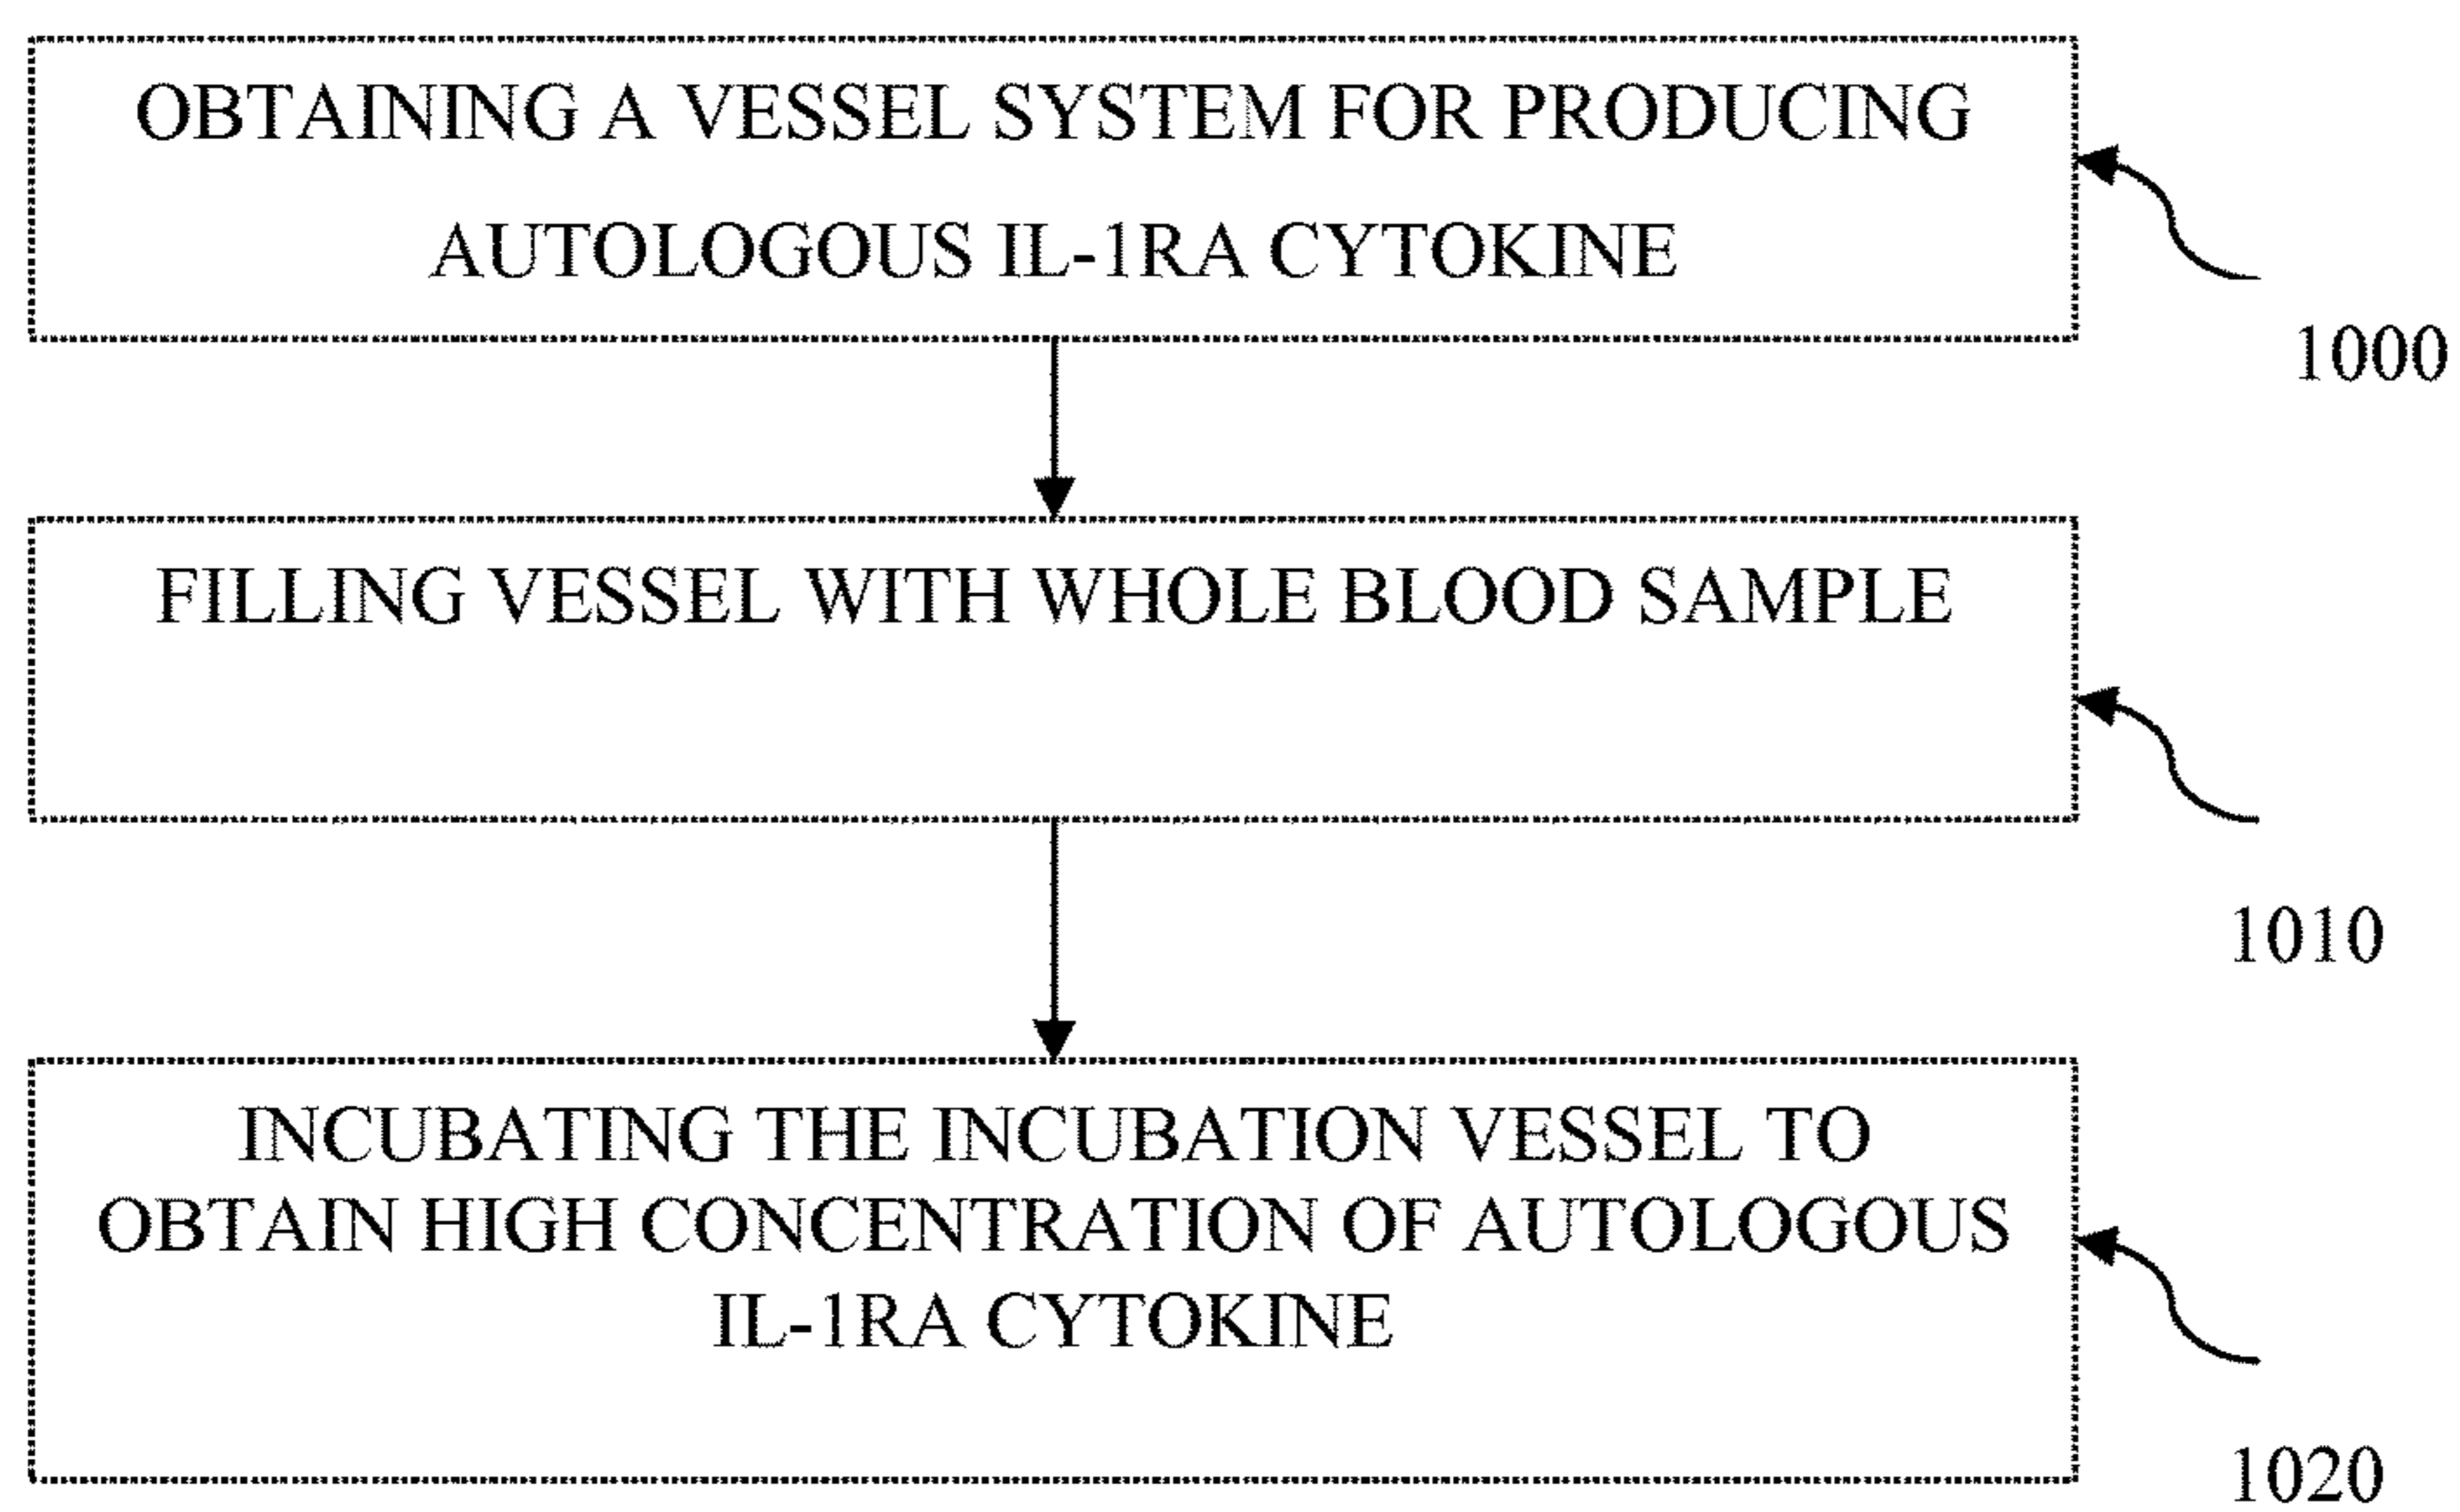 OBTAINING A VESSEL SYSTEM FOR PRODUCING
AUTOLOGOUS IL-1RA CYTOKINE
1000
FILLING VESSEL WITH WHOLE BLOOD SAMPLE
1010
INCUBATING THE INCUBATION VESSEL TO
OBTAIN HIGH CONCENTRATION OF AUTOLOGOUS
IL-1RA CYTOKINE
1020